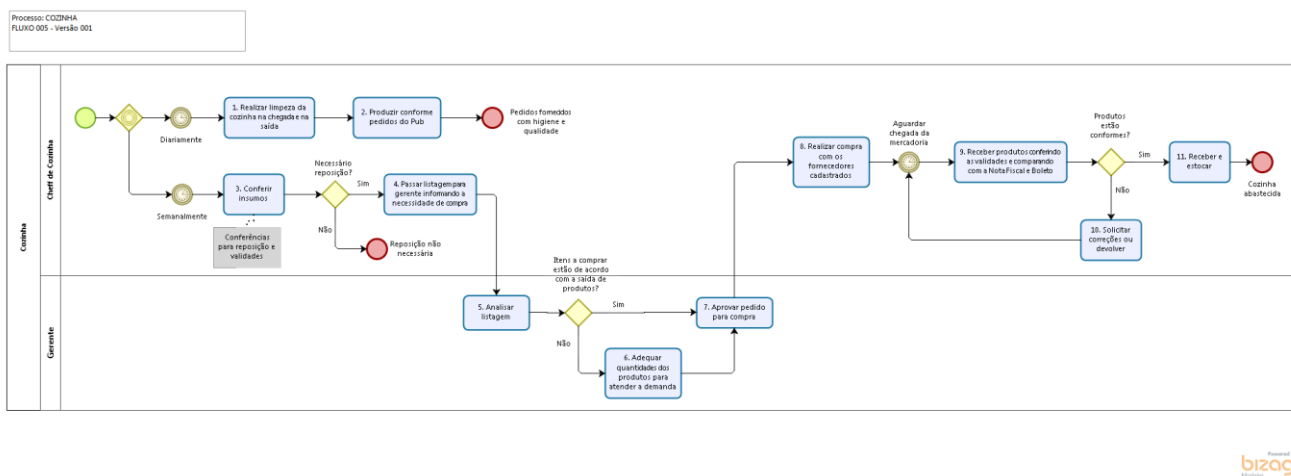 Processo: COZINHA
FLUXO 005 - Versão 001
Cozinha
Cheff de Cozinha
Diariamente
1. Realizar limpeza da
cozinha na chegada e na
saída
2. Produzir conforme
pedidos do Pub
Pedidos fornecidos
com higiene e
qualidade
Semanalmente
3. Conferir
insumos
Conferências
para reposição e
validades
Necessário
reposição?
Sim
Não
4. Passar listagem para
gerente informando a
necessidade de compra
Reposição não
necessária
8. Realizar compra
com os
fornecedores
cadastrados
Aguardar
chegada da
mercadoria
9. Receber produtos conferindo
as validades e comparando
com a Nota Fiscal e Boleto
Produtos
estão
conformes?
Sim
Não
11. Receber e
estocar
Cozinha
abastecida
10. Solicitar
correções ou
devolver
Gerente
5. Analisar
listagem
Itens a comprar
estão de acordo
com a saída de
produtos?
Sim
Não
6. Adequar
quantidades dos
produtos para
atender a demanda
7. Aprovar pedido
para compra
Powered
bizag
Modeler